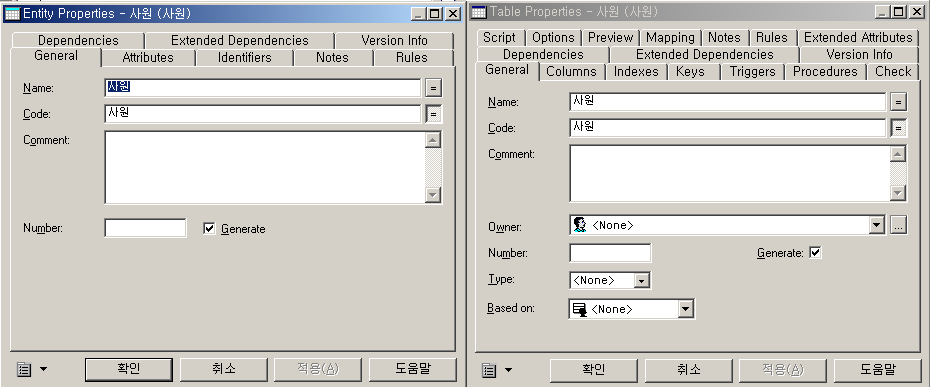 Entity Properties - 사원 (사원)
Dependencies Extended Dependencies Version Info
General Attributes Identifiers Notes Rules
Name: 사원 =
Code: 사원 =
Comment:
Number: Generate
확인 취소 적용(A) 도움말
Table Properties - 사원 (사원)
Script Options Preview Mapping Notes Rules Extended Attributes
Dependencies Extended Dependencies Version Info
General Columns Indexes Keys Triggers Procedures Check
Name: 사원 =
Code: 사원 =
Comment:
Owner: <None> ...
Number: Generate:
Type: <None>
Based on: <None>
확인 취소 적용(A) 도움말